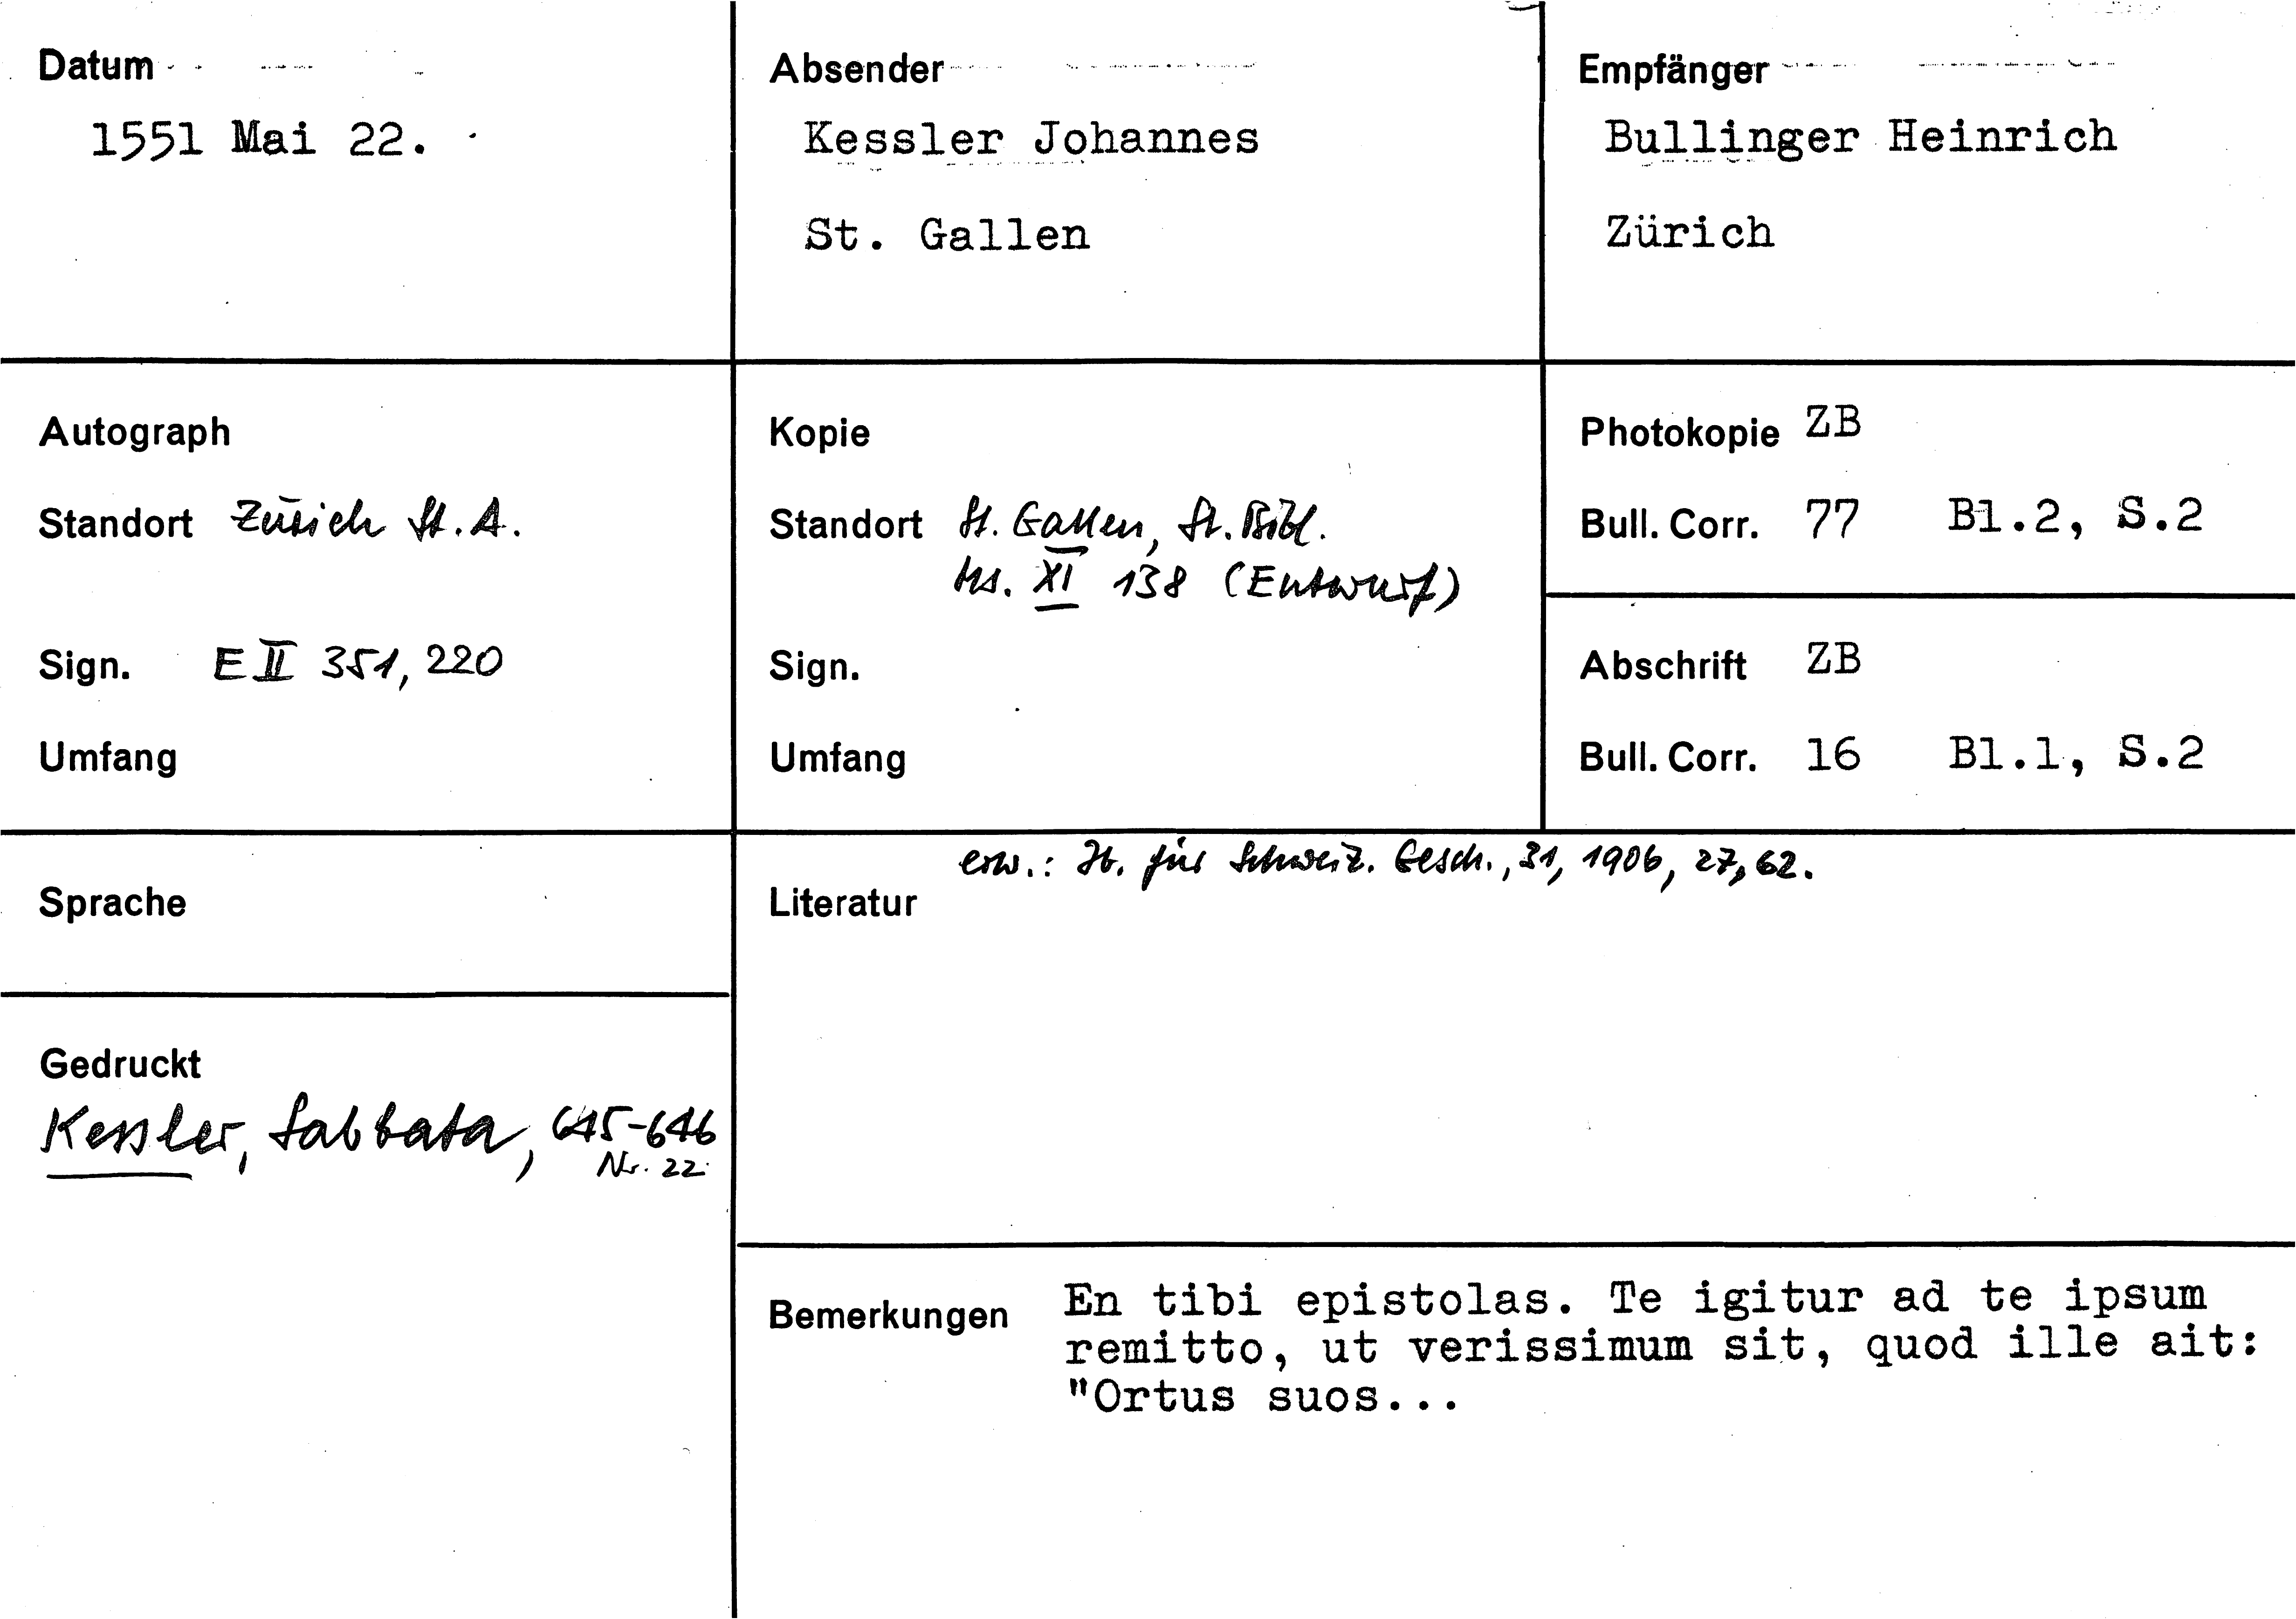 Datum
1551 Mai 22.
Absender
Kessler Johannes
St. Gallen
Empfänger
Bullinger Heinrich
Zürich
Autograph
Standort Zürich St. A.
Sign. E II 351, 220
Umfang
Kopie
Standort St. Gallen, St. Bibl.
Ms. XI 138 (Entwurf)
Sign.
Umfang
Photokopie ZB
Bull. Corr. 77 Bl.2, S.2
Abschrift ZB
Bull. Corr. 16 Bl.1, S.2
Sprache
Gedruckt
Kessler, Sabbata, 645-646
Nr. 22
erw.: Jb. für Schweiz. Gesch., 31, 1906, 27, 62.
Literatur
Bemerkungen En tibi epistolas. Te igitur ad te ipsum
remitto, ut verissimum sit, quod ille ait:
"Ortus suos...